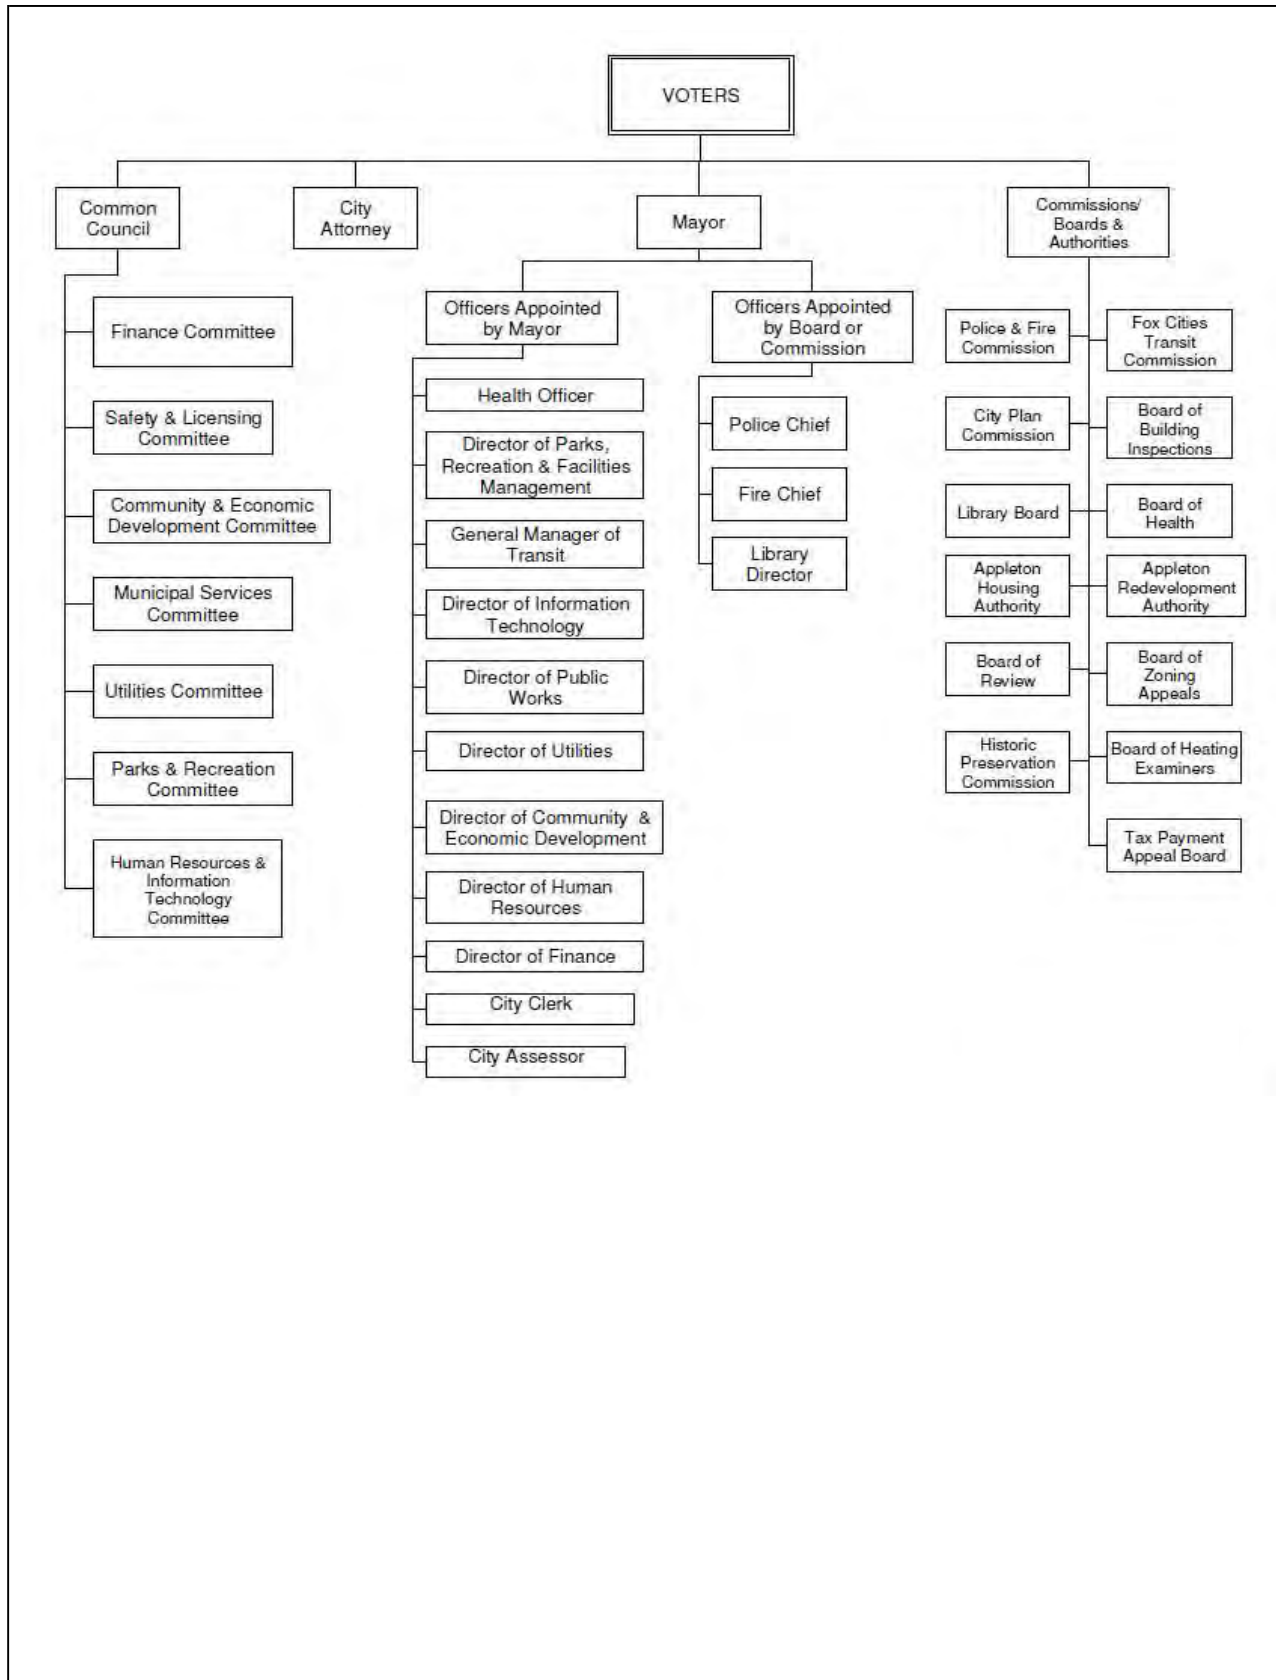 VOTERS
Common
Council
City
Attorney
Mayor
Commissions/
Boards &
Authorities
Finance Committee
Safety & Licensing
Committee
Community & Economic
Development Committee
Municipal Services
Committee
Utilities Committee
Parks & Recreation
Committee
Human Resources &
Information
Technology
Committee
Officers Appointed
by Mayor
Health Officer
Director of Parks,
Recreation & Facilities
Management
General Manager of
Transit
Director of Information
Technology
Director of Public
Works
Director of Utilities
Director of Community &
Economic Development
Director of Human
Resources
Director of Finance
City Clerk
City Assessor
Officers Appointed
by Board or
Commission
Police Chief
Fire Chief
Library
Director
Police & Fire
Commission
Fox Cities
Transit
Commission
City Plan
Commission
Board of
Building
Inspections
Library Board
Board of
Health
Appleton
Housing
Authority
Appleton
Redevelopment
Authority
Board of
Review
Board of
Zoning
Appeals
Historic
Preservation
Commission
Board of Heating
Examiners
Tax Payment
Appeal Board